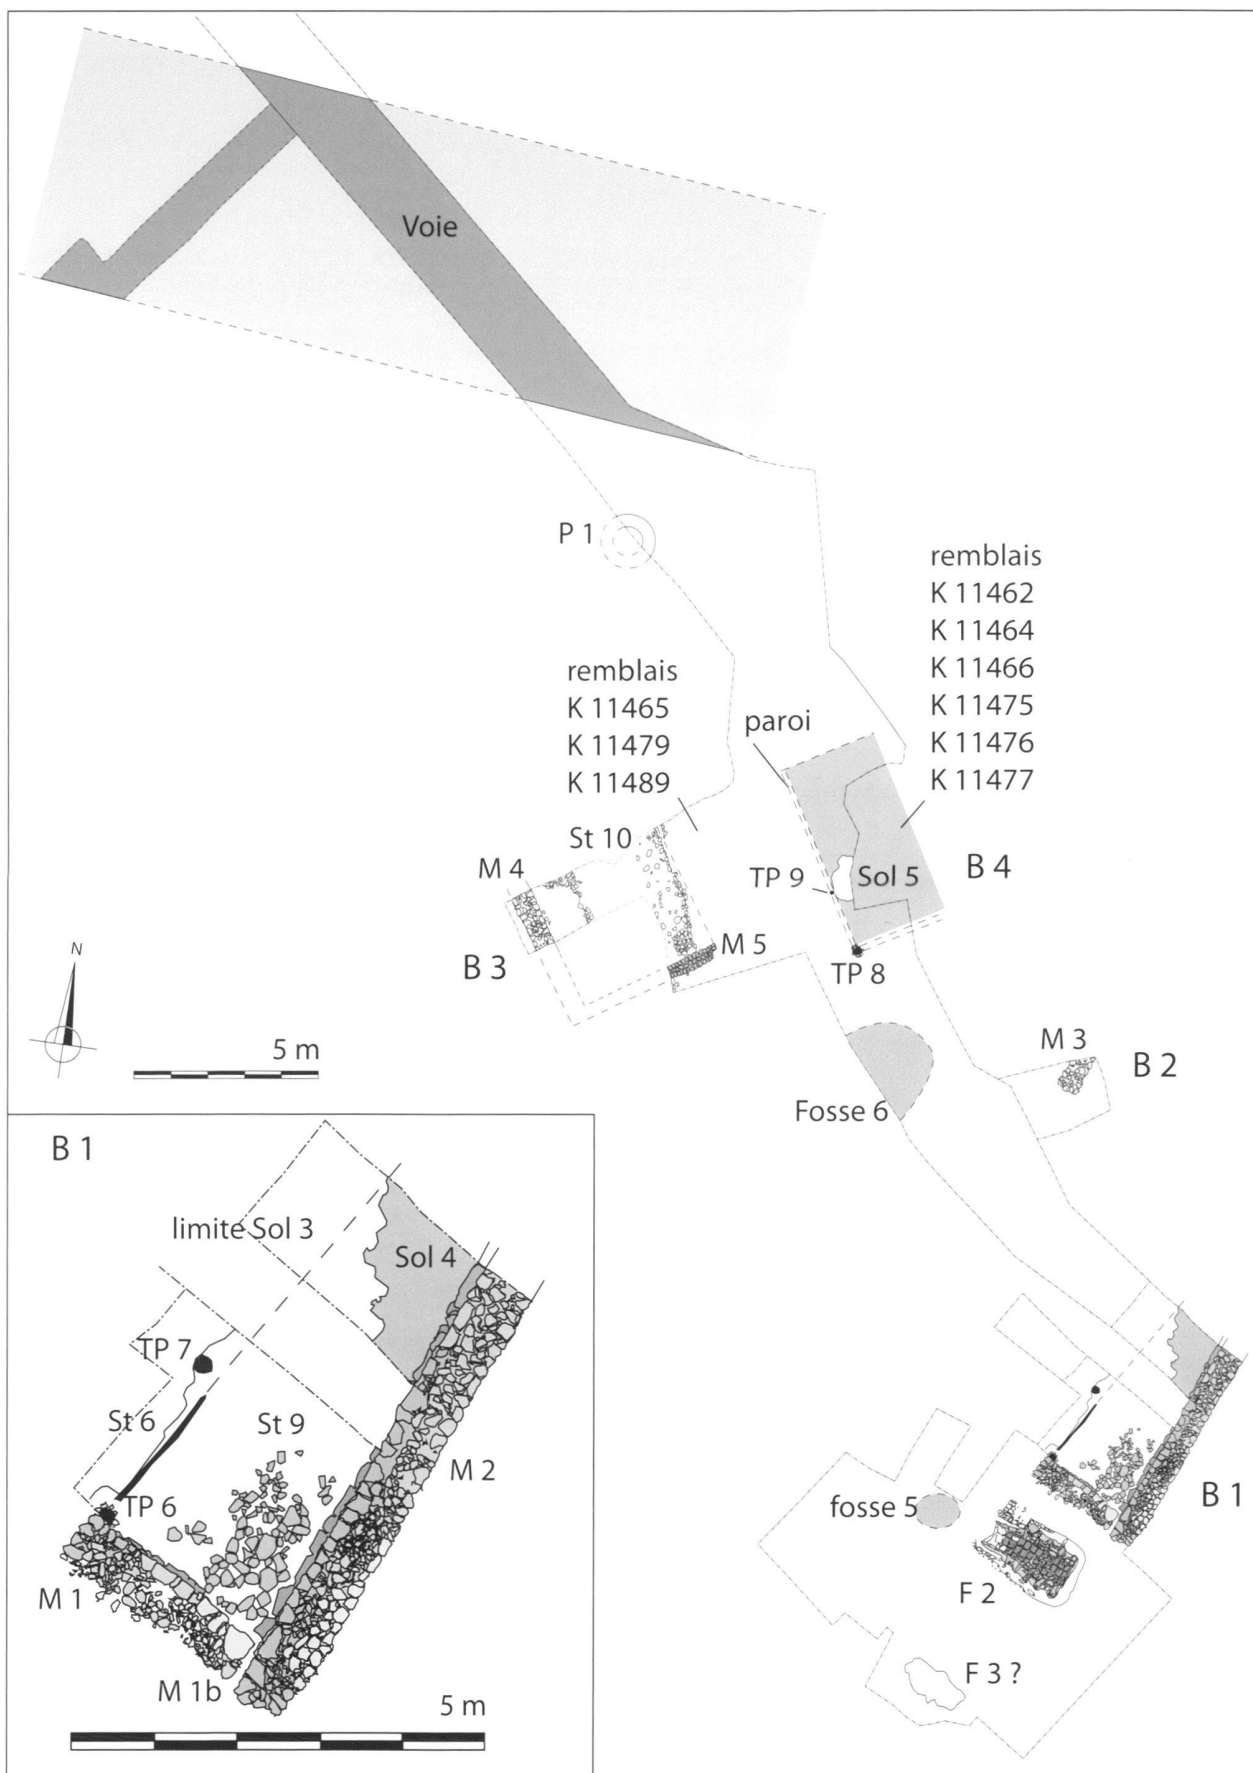 Voie
P 1
remblais
K 11462
K 11464
K 11466
K 11475
K 11476
K 11477
remblais
K 11465
K 11479
K 11489
paroi
St 10
M 4
TP 9
Sol 5
B 4
M 5
B 3
TP 8
N
5 m
M 3
B 2
Fosse 6
B 1
limite Sol 3
Sol 4
TP 7
St 6
St 9
M 2
TP 6
M 1
M 1b
5 m
fosse 5
B 1
F 2
F 3 ?